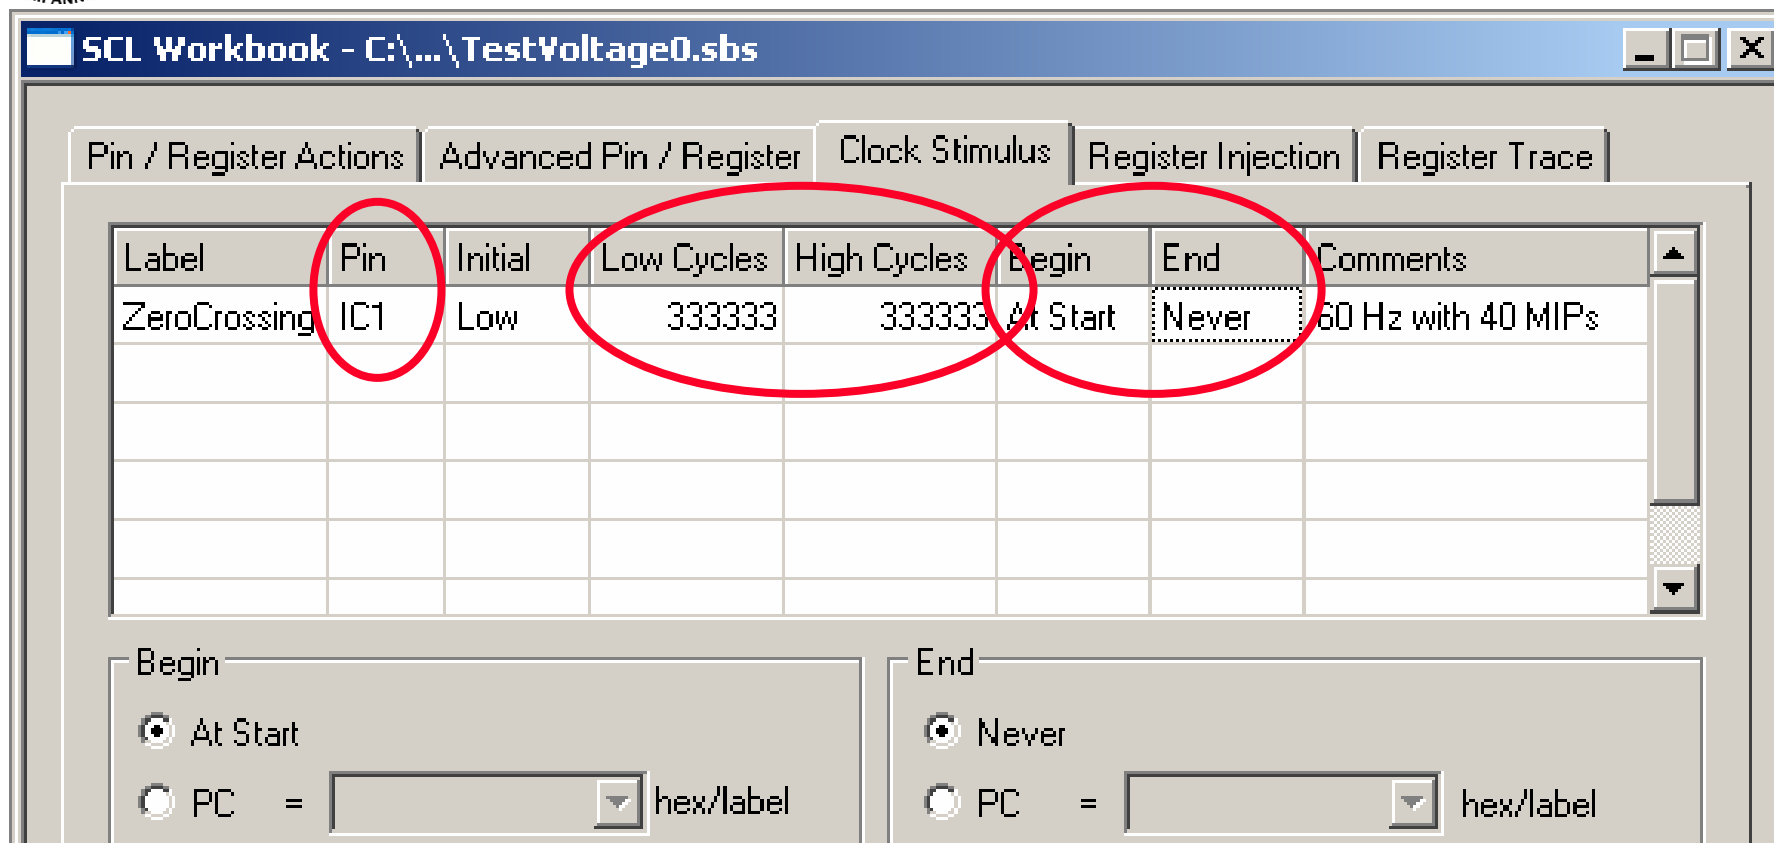 SCL Workbook - C:\...\TestVoltage0.sbs
Pin / Register Actions Advanced Pin / Register Clock Stimulus Register Injection Register Trace
Label Pin Initial Low Cycles High Cycles Begin End Comments
ZeroCrossing IC1 Low 333333 333333 At Start Never 60 Hz with 40 MIPs
Begin End
At Start Never
PC = hex/label PC = hex/label